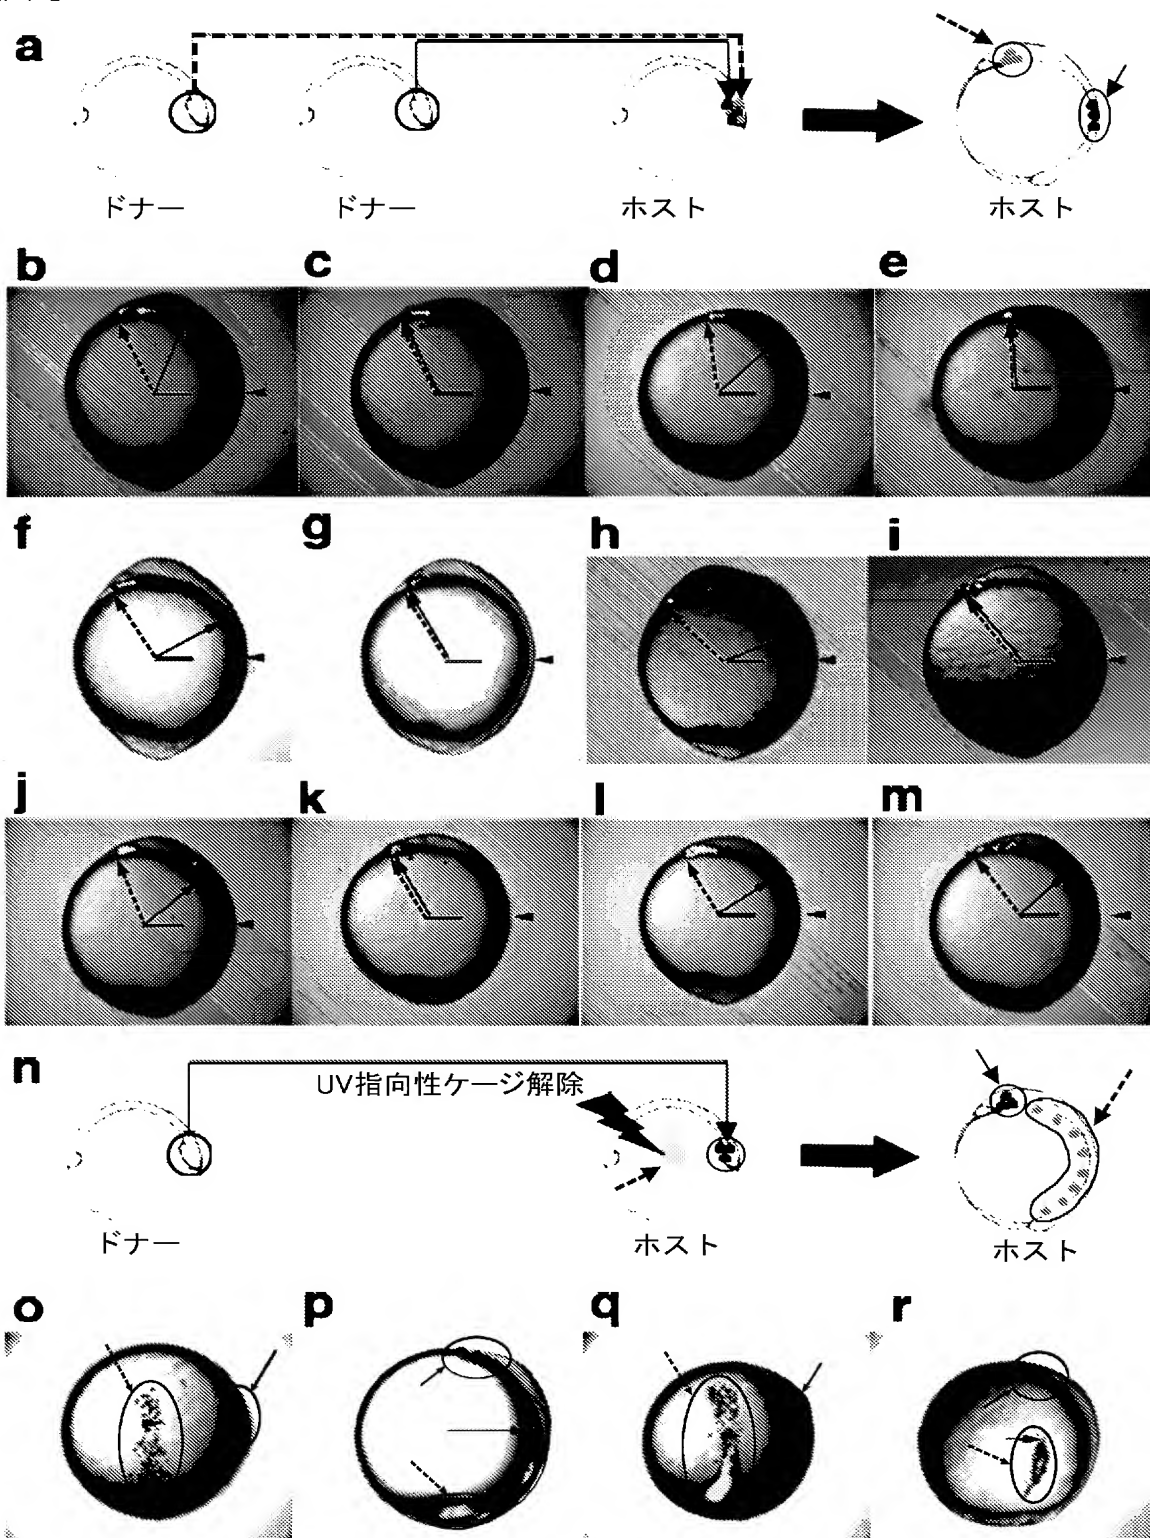 a
ドナー ドナー ホスト ホスト
b c d e
f g h i
j k l m
n
UV指向性ケージ解除
ドナー ホスト ホスト
o p q r